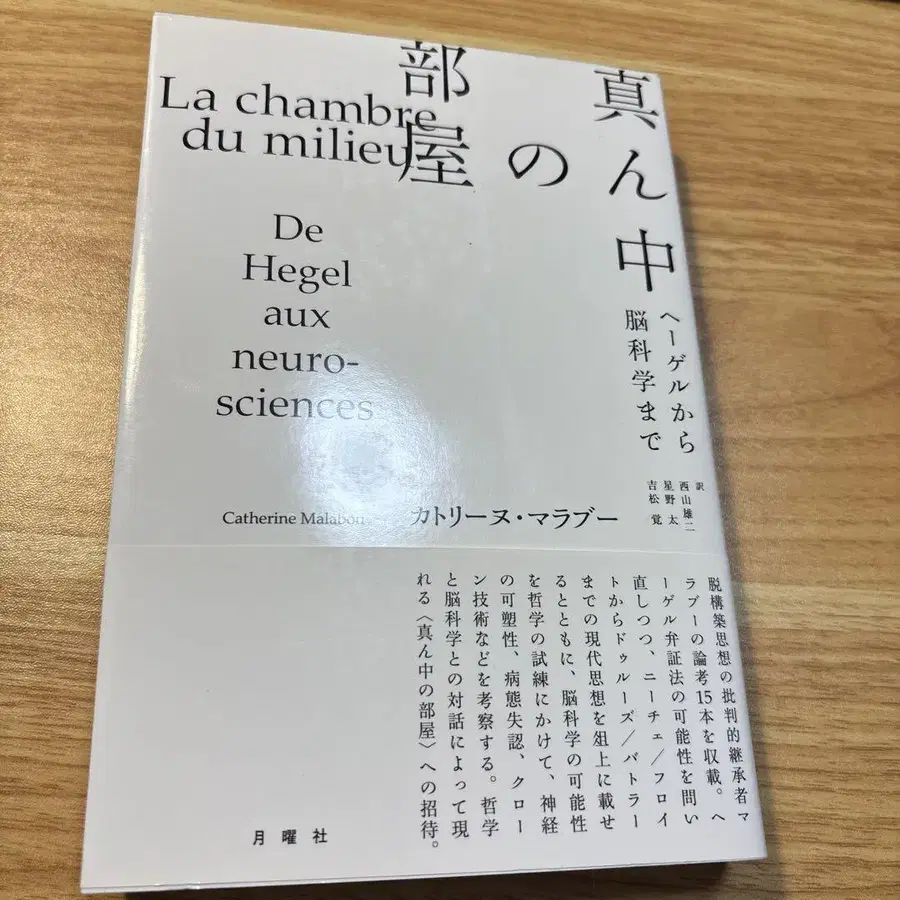 真ん中
の
部屋
La chambre
du milieu
De
Hegel
aux
neuro-
sciences
ヘーゲルから
脳科学まで
訳
西山雄二
星野太
吉松覚
Catherine Malabou
カトリーヌ・マラブー
脱構築思想の批判的継承者マ
ラブーの論考15本を収載。ヘ
ーゲル弁証法の可能性を問い
直しつつ、ニーチェ/フロイ
トからドゥルーズ/バトラー
までの現代思想を俎上に載せ
るとともに、脳科学の可能性
を哲学の試練にかけて、神経
の可塑性、病態失認、クロー
ン技術などを考察する。哲学
と脳科学との対話によって現
れる〈真ん中の部屋〉への招待。
月曜社